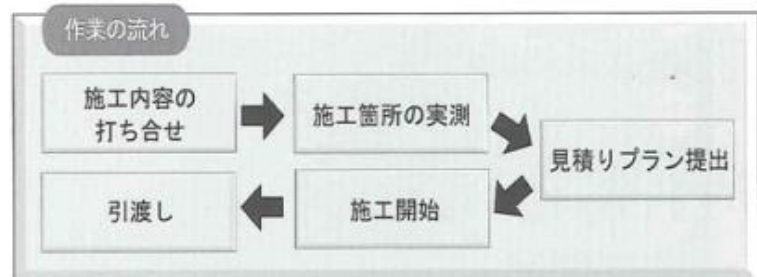 作業の流れ
施工内容の
打ち合せ
施工箇所の実測
見積りプラン提出
施工開始
引渡し